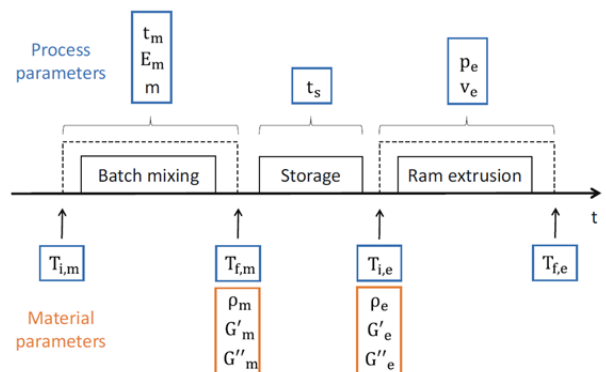 Process
parameters
t_m
E_m
m
t_s
p_e
v_e
Batch mixing
Storage
Ram extrusion
t
T_i,m
T_f,m
T_i,e
T_f,e
Material
parameters
ρ_m
G′_m
G″_m
ρ_e
G′_e
G″_e